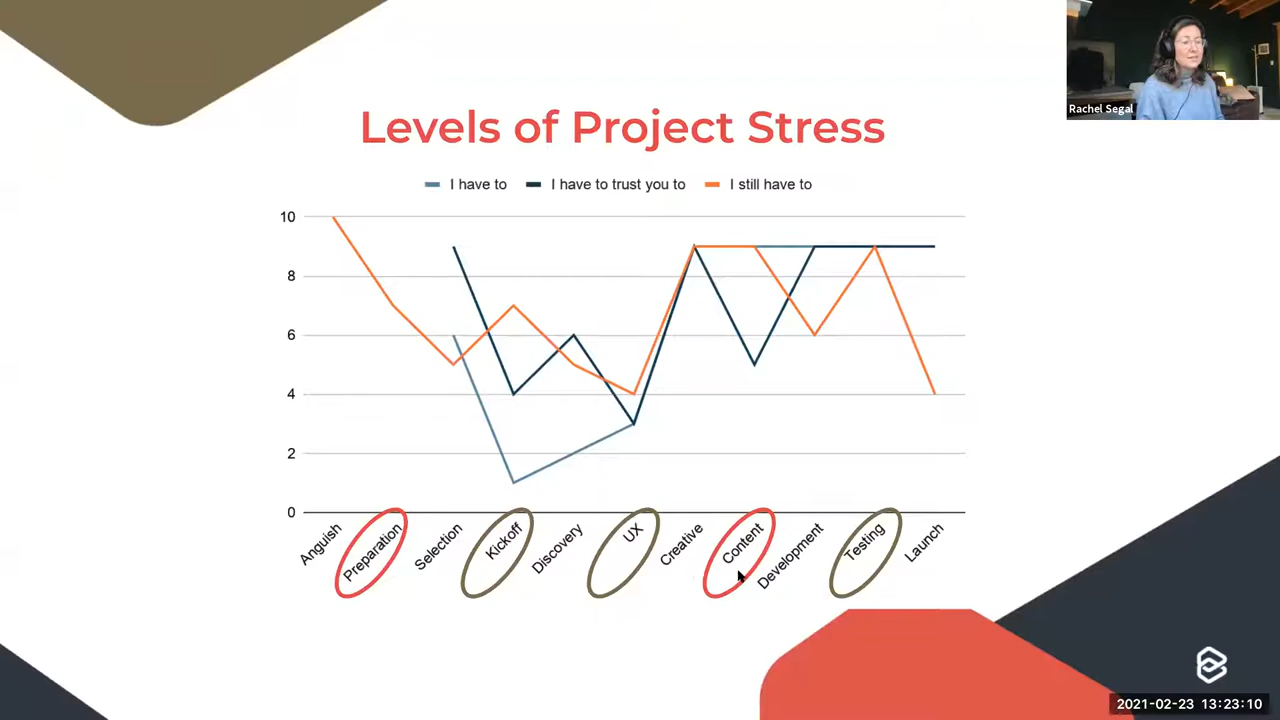 Rachel Segal
Levels of Project Stress
I have to
I have to trust you to
I still have to
10
8
6
4
2
0
Anguish
Preparation
Selection
Kickoff
Discovery
UX
Creative
Content
Development
Testing
Launch
2021-02-23 13:23:10